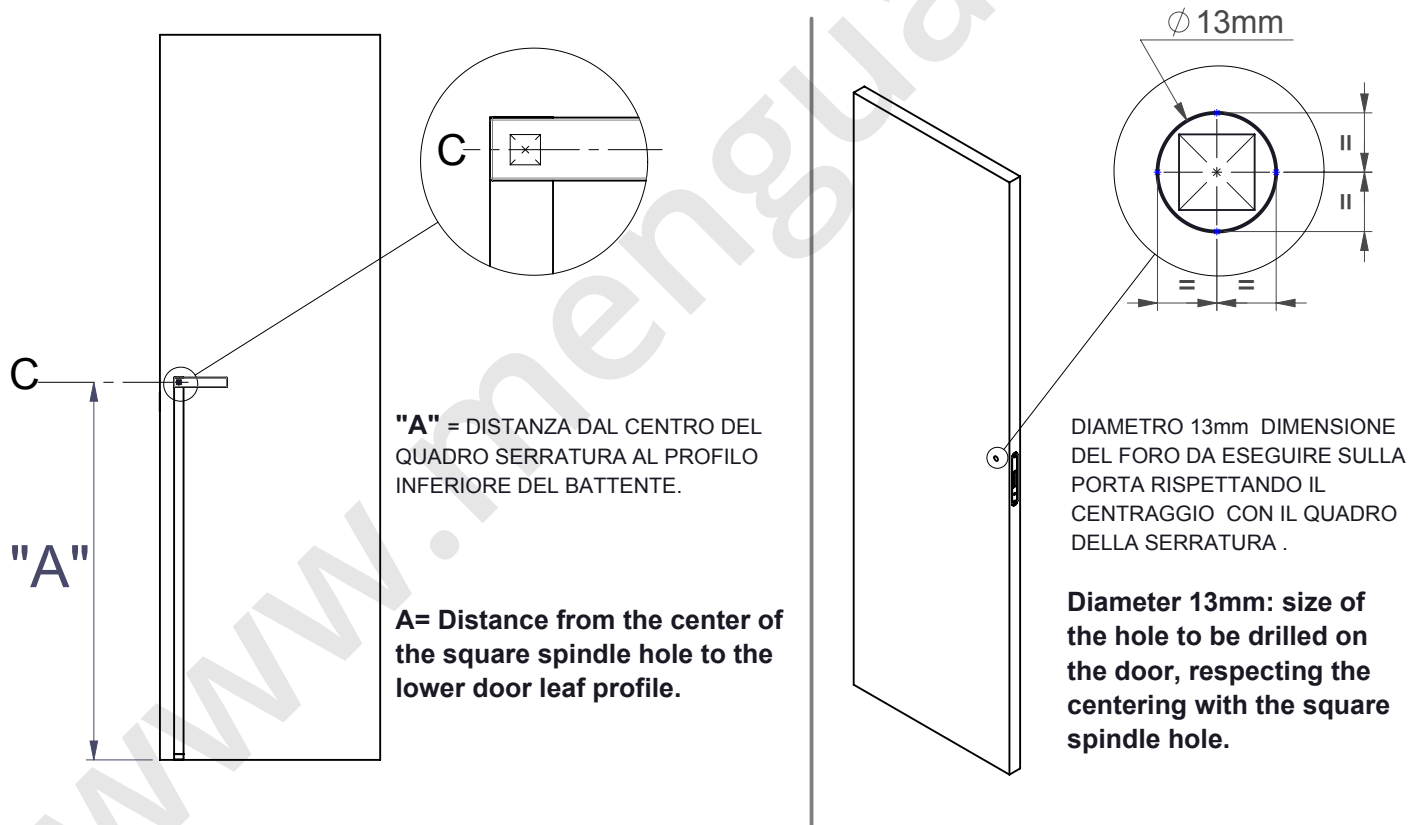 C
C
"A"
"A" = DISTANZA DAL CENTRO DEL
QUADRO SERRATURA AL PROFILO
INFERIORE DEL BATTENTE.
A= Distance from the center of
the square spindle hole to the
lower door leaf profile.
∅ 13mm
=
=
= =
DIAMETRO 13mm DIMENSIONE
DEL FORO DA ESEGUIRE SULLA
PORTA RISPETTANDO IL
CENTRAGGIO CON IL QUADRO
DELLA SERRATURA .
Diameter 13mm: size of
the hole to be drilled on
the door, respecting the
centering with the square
spindle hole.